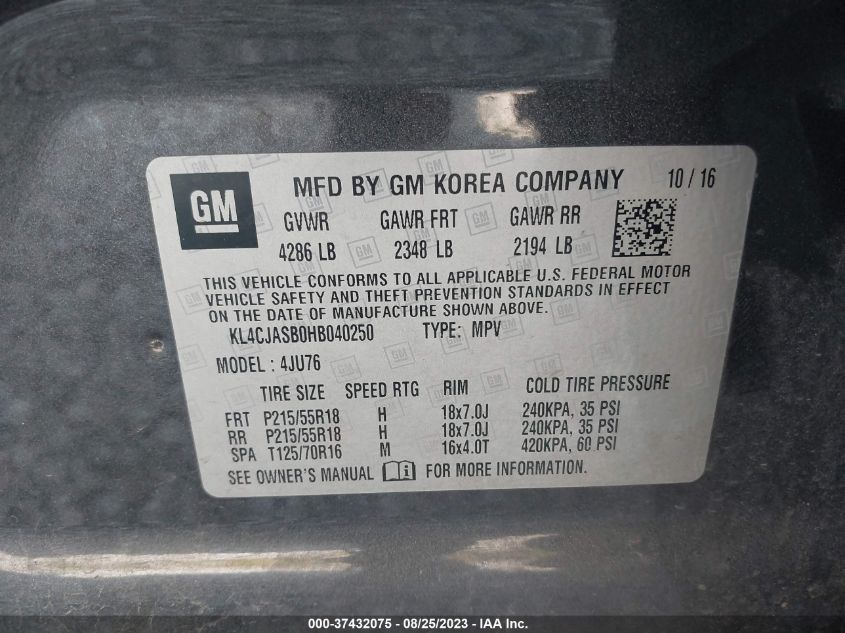 GM
MFD BY GM KOREA COMPANY 10 / 16
GVWR GAWR FRT GAWR RR
4286 LB 2348 LB 2194 LB
THIS VEHICLE CONFORMS TO ALL APPLICABLE U.S. FEDERAL MOTOR
VEHICLE SAFETY AND THEFT PREVENTION STANDARDS IN EFFECT
ON THE DATE OF MANUFACTURE SHOWN ABOVE.
KL4CJASB0HB040250 TYPE: MPV
MODEL : 4JU76
TIRE SIZE SPEED RTG RIM COLD TIRE PRESSURE
FRT P215/55R18 H 18x7.0J 240KPA, 35 PSI
RR P215/55R18 H 18x7.0J 240KPA, 35 PSI
SPA T125/70R16 M 16x4.0T 420KPA, 60 PSI
SEE OWNER'S MANUAL FOR MORE INFORMATION.
000-37432075 - 08/25/2023 - IAA Inc.